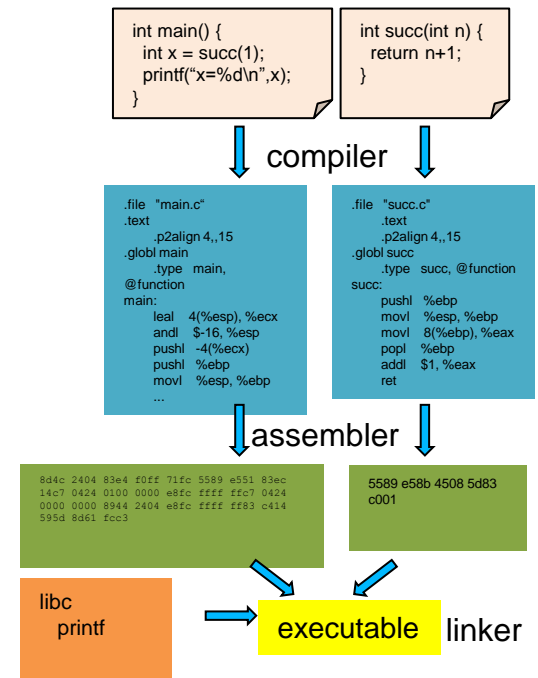 int main() {
int x = succ(1);
printf(“x=%d\n”,x);
}
int succ(int n) {
return n+1;
}
compiler
.file "main.c“
.text
.p2align 4,,15
.globl main
.type main,
@function
main:
leal 4(%esp), %ecx
andl $-16, %esp
pushl -4(%ecx)
pushl %ebp
movl %esp, %ebp
...
.file "succ.c"
.text
.p2align 4,,15
.globl succ
.type succ, @function
succ:
pushl %ebp
movl %esp, %ebp
movl 8(%ebp), %eax
popl %ebp
addl $1, %eax
ret
assembler
8d4c 2404 83e4 f0ff 71fc 5589 e551 83ec
14c7 0424 0100 0000 e8fc ffff ffc7 0424
0000 0000 8944 2404 e8fc ffff ff83 c414
595d 8d61 fcc3
5589 e58b 4508 5d83
c001
libc
printf
executable
linker